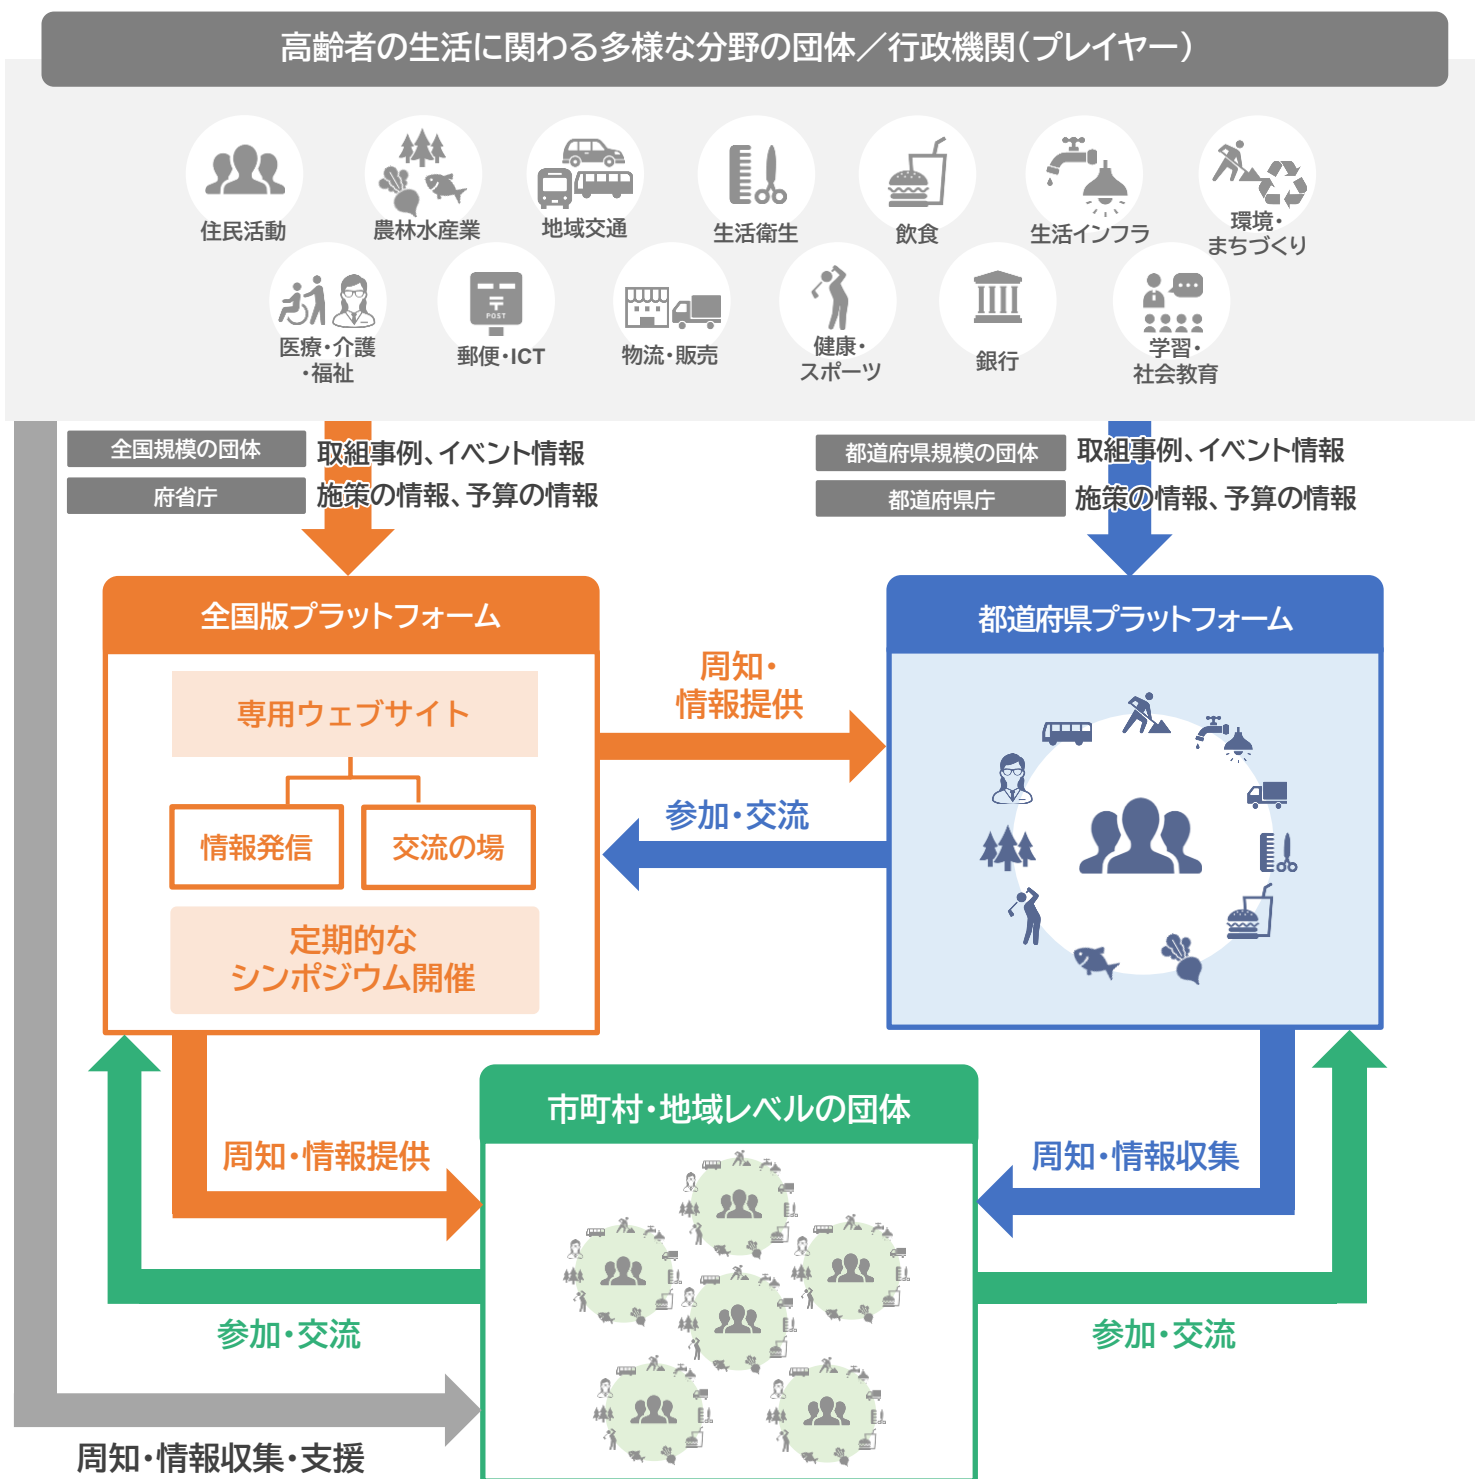 高齢者の生活に関わる多様な分野の団体／行政機関（プレイヤー）
住民活動
農林水産業
地域交通
生活衛生
飲食
生活インフラ
環境・
まちづくり
医療・介護
・福祉
POST
郵便・ICT
物流・販売
健康・
スポーツ
銀行
学習・
社会教育
全国規模の団体
取組事例、イベント情報
府省庁
施策の情報、予算の情報
都道府県規模の団体
取組事例、イベント情報
都道府県庁
施策の情報、予算の情報
全国版プラットフォーム
専用ウェブサイト
情報発信
交流の場
定期的な
シンポジウム開催
周知・
情報提供
参加・交流
都道府県プラットフォーム
市町村・地域レベルの団体
周知・情報提供
周知・情報収集
参加・交流
参加・交流
周知・情報収集・支援